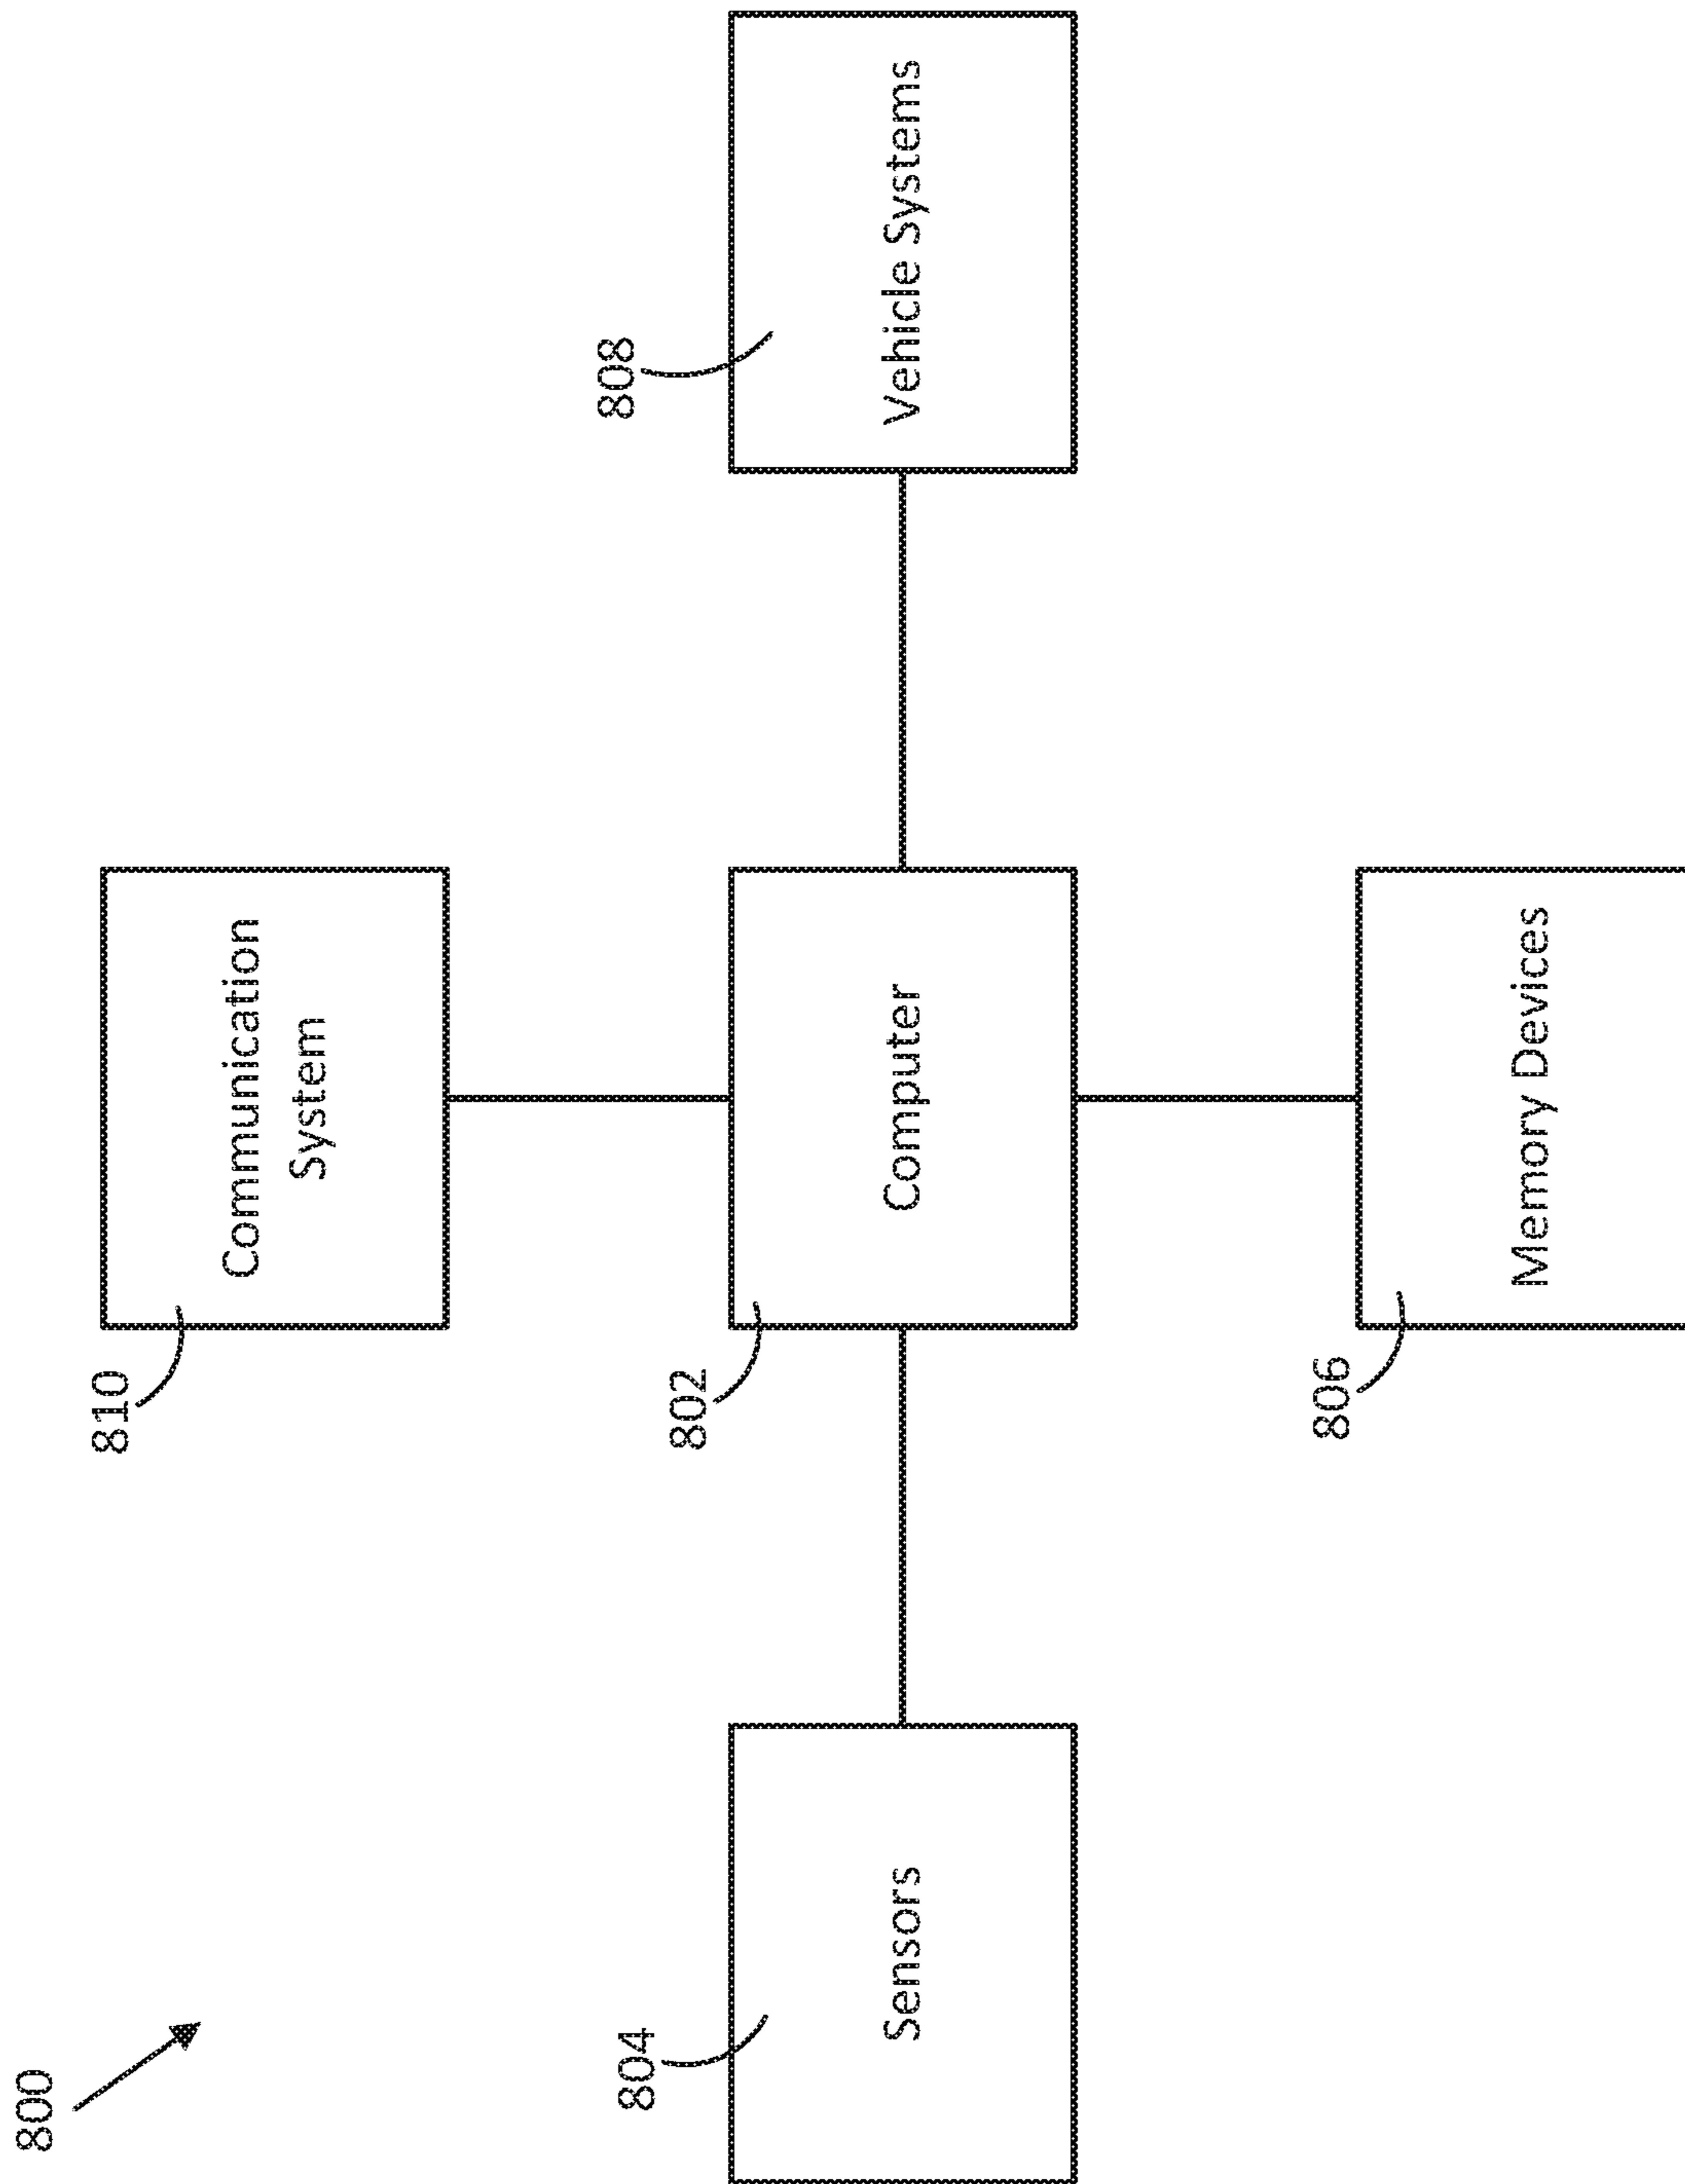 800
810
Communication
System
804
Sensors
802
Computer
808
Vehicle Systems
806
Memory Devices